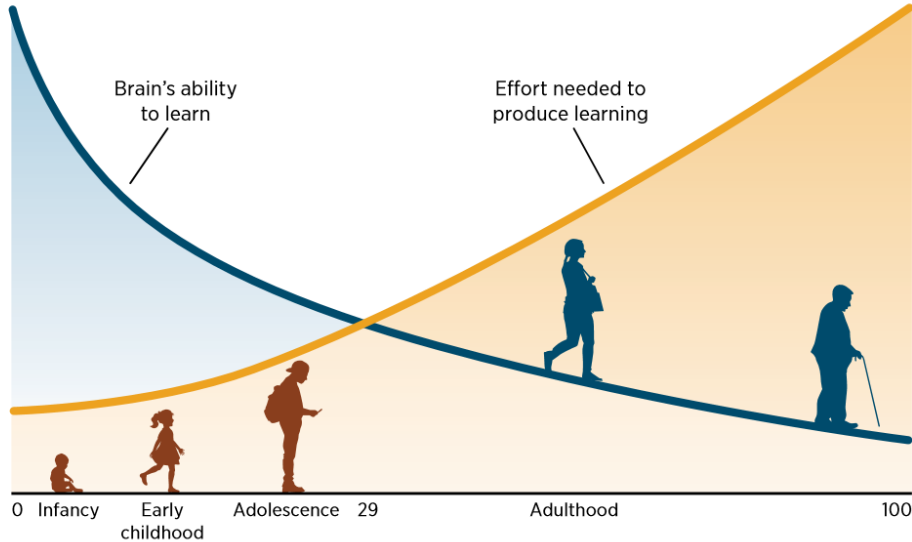 Brain's ability
to learn
Effort needed to
produce learning
0 Infancy Early Adolescence 29 Adulthood 100
childhood